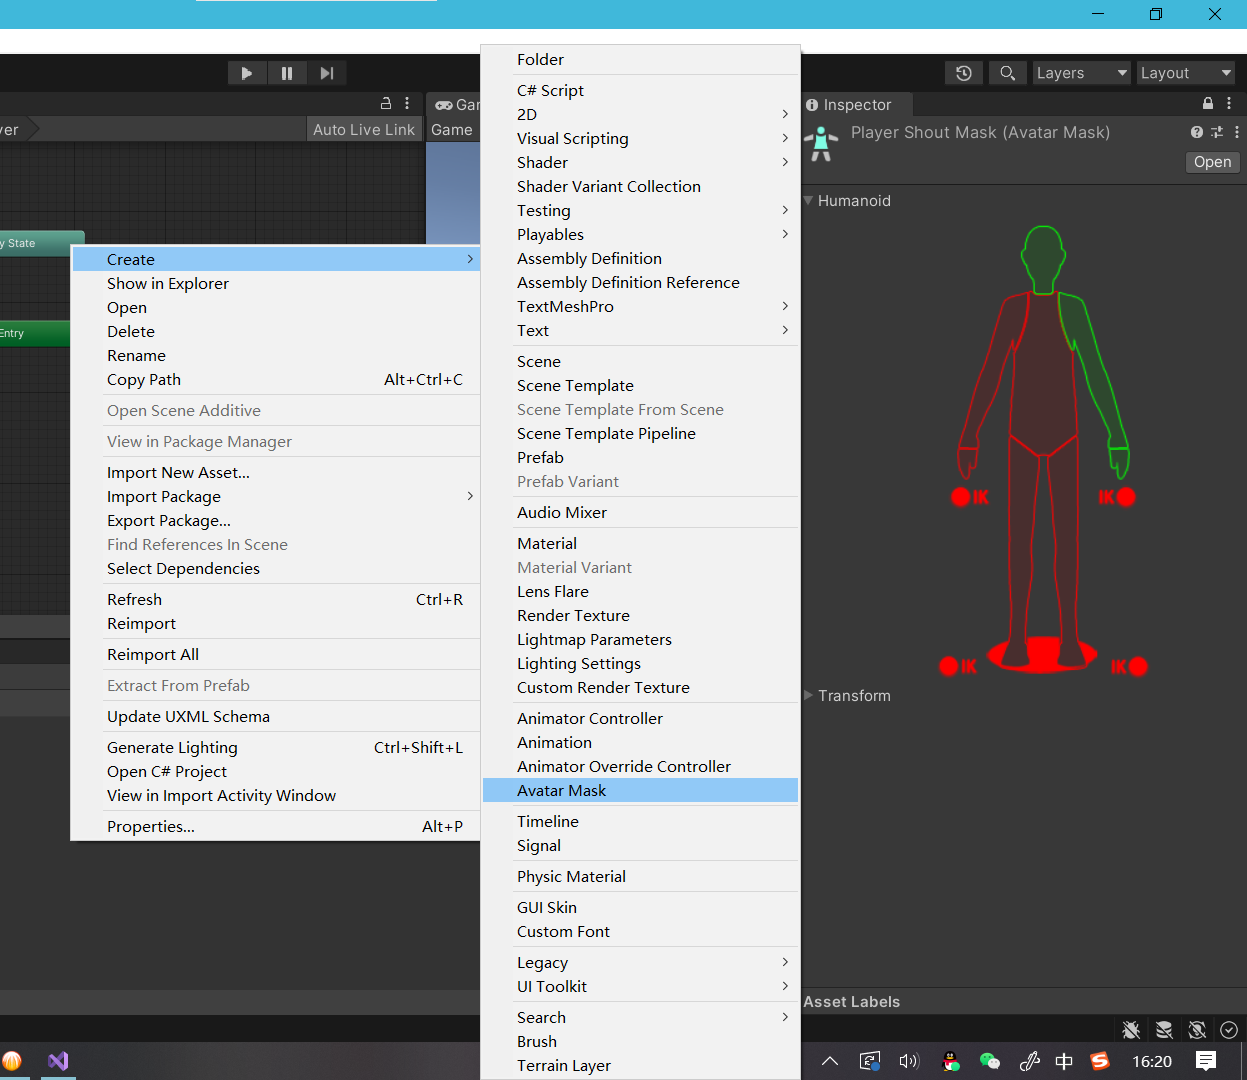 Layers
Layout
ver
Auto Live Link
Gar
Game
y State
Entry
Create
Show in Explorer
Open
Delete
Rename
Copy Path Alt+Ctrl+C
Open Scene Additive
View in Package Manager
Import New Asset...
Import Package
Export Package...
Find References In Scene
Select Dependencies
Refresh Ctrl+R
Reimport
Reimport All
Extract From Prefab
Update UXML Schema
Generate Lighting Ctrl+Shift+L
Open C# Project
View in Import Activity Window
Properties... Alt+P
Folder
C# Script
2D
Visual Scripting
Shader
Shader Variant Collection
Testing
Playables
Assembly Definition
Assembly Definition Reference
TextMeshPro
Text
Scene
Scene Template
Scene Template From Scene
Scene Template Pipeline
Prefab
Prefab Variant
Audio Mixer
Material
Material Variant
Lens Flare
Render Texture
Lightmap Parameters
Lighting Settings
Custom Render Texture
Animator Controller
Animation
Animator Override Controller
Avatar Mask
Timeline
Signal
Physic Material
GUI Skin
Custom Font
Legacy
UI Toolkit
Search
Brush
Terrain Layer
Inspector
Player Shout Mask (Avatar Mask)
Open
Humanoid
IK IK
IK IK
Transform
Asset Labels
中 S 16:20